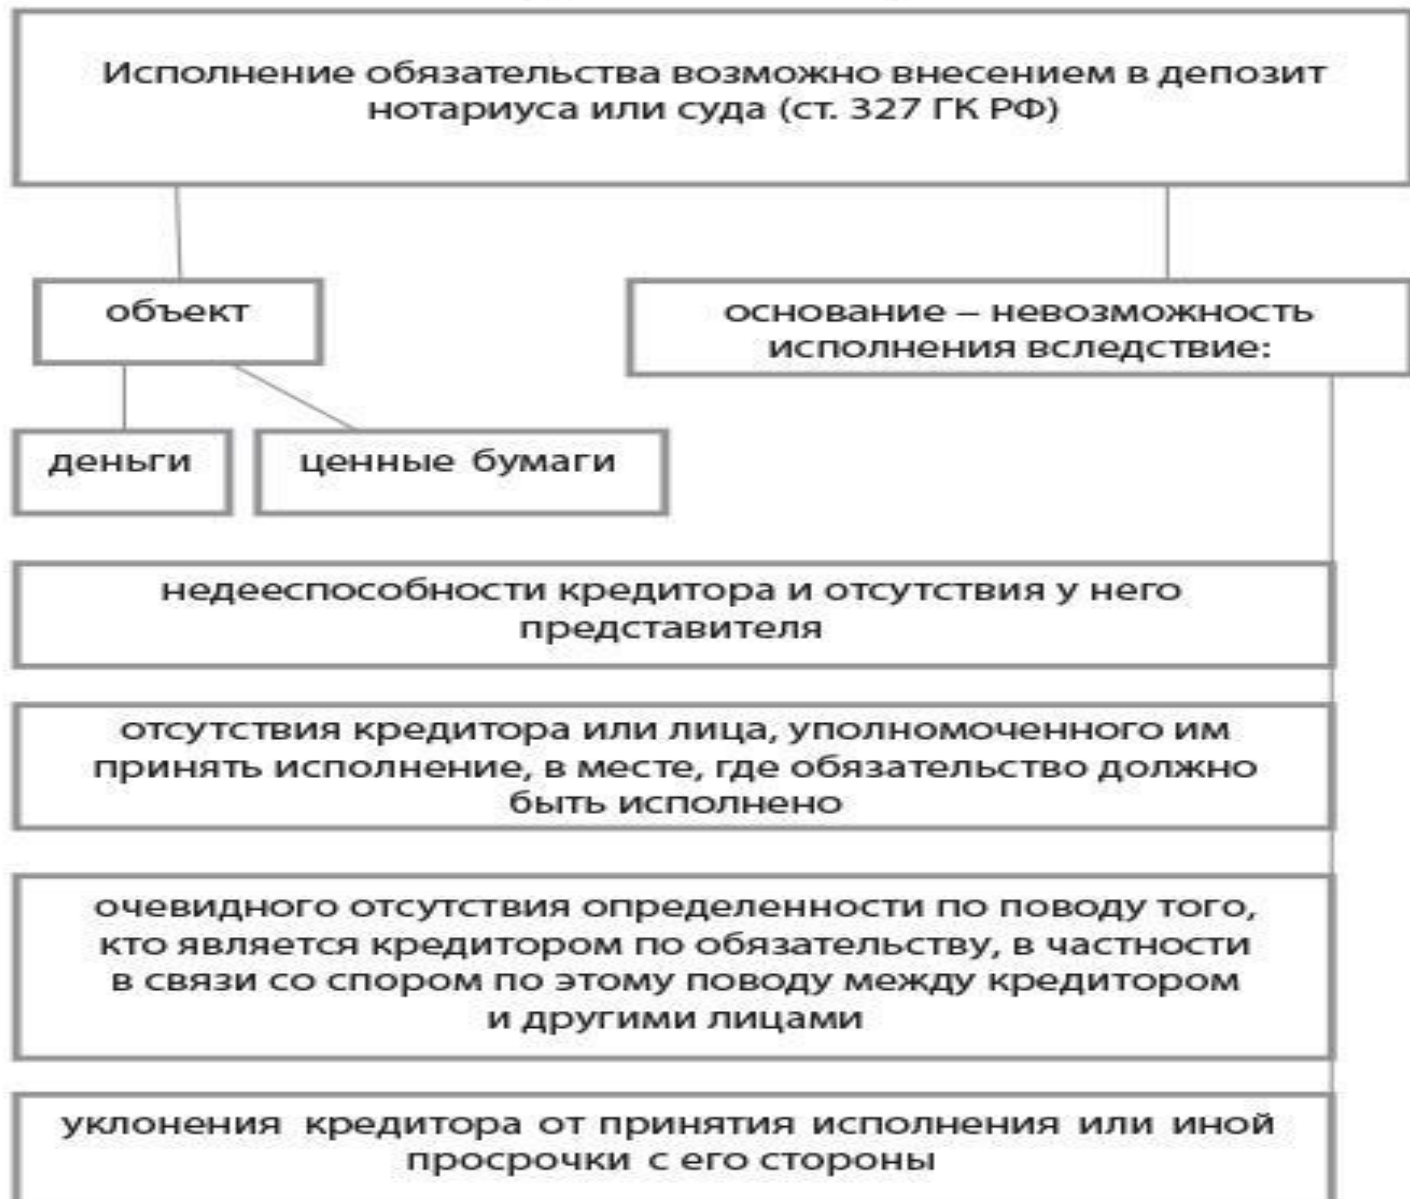 Исполнение обязательства возможно внесением в депозит
нотариуса или суда (ст. 327 ГК РФ)
объект
основание – невозможность
исполнения вследствие:
деньги
ценные бумаги
недееспособности кредитора и отсутствия у него
представителя
отсутствия кредитора или лица, уполномоченного им
принять исполнение, в месте, где обязательство должно
быть исполнено
очевидного отсутствия определенности по поводу того,
кто является кредитором по обязательству, в частности
в связи со спором по этому поводу между кредитором
и другими лицами
уклонения кредитора от принятия исполнения или иной
просрочки с его стороны